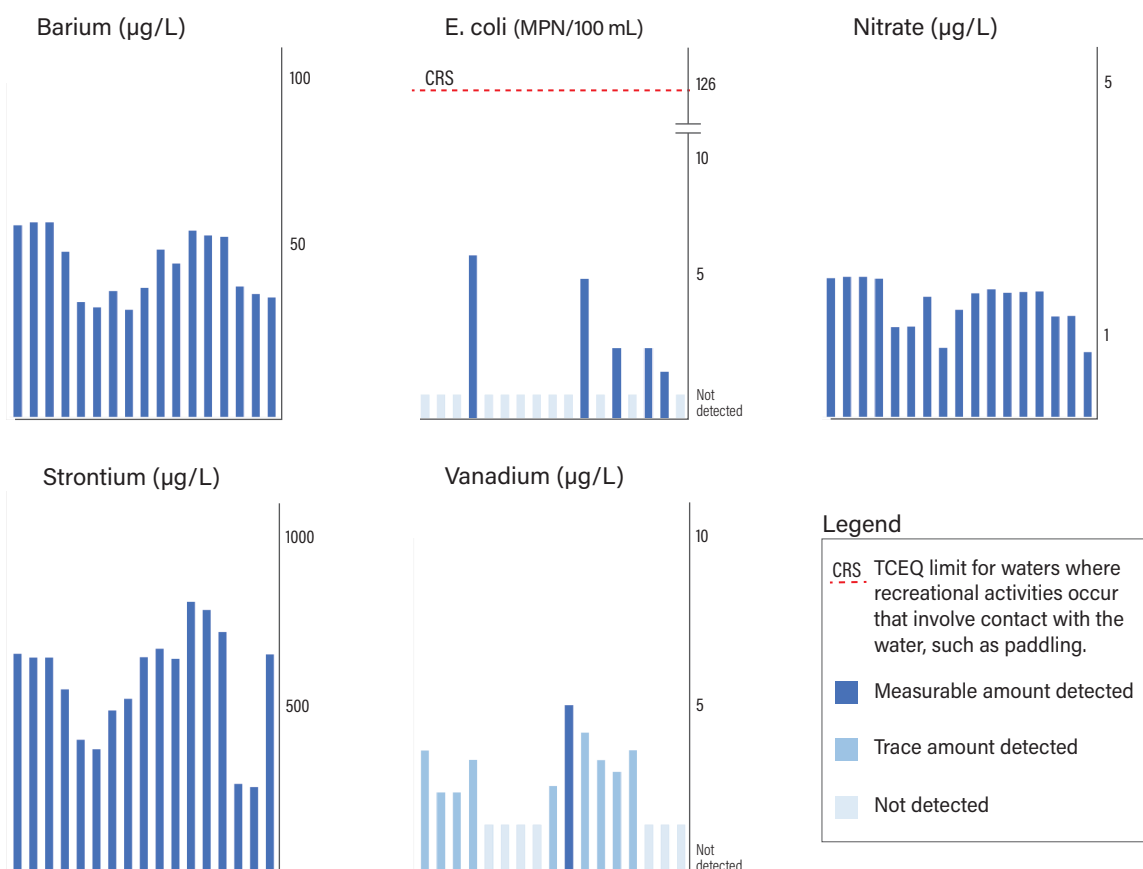 Barium (µg/L)
100
50
E. coli (MPN/100 mL)
CRS
126
10
5
Not
detected
Nitrate (µg/L)
5
1
Strontium (µg/L)
1000
500
Vanadium (µg/L)
10
5
Not
detected
Legend
CRS TCEQ limit for waters where
recreational activities occur
that involve contact with the
water, such as paddling.
Measurable amount detected
Trace amount detected
Not detected